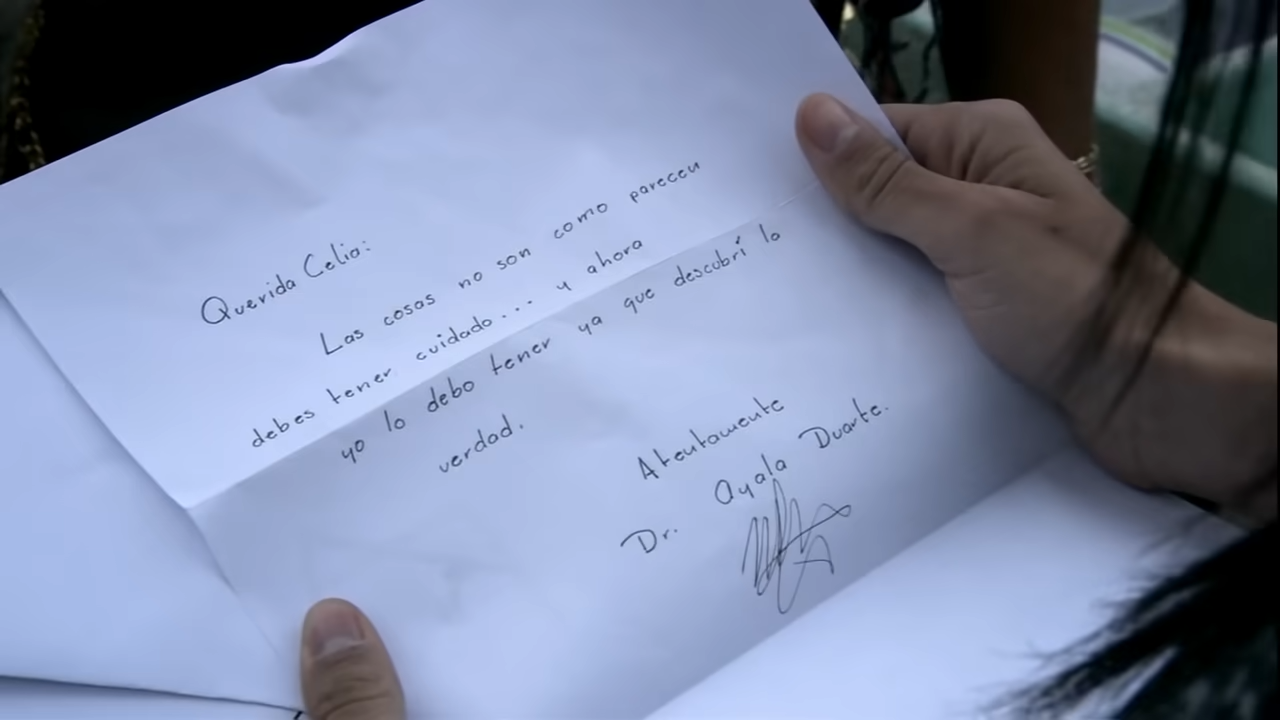 Querida Celia:
Las cosas no son como parecen
debes tener cuidado... y ahora
yo lo debo tener ya que descubrí la
verdad.
Atentamente
Dr. Ayala Duarte.